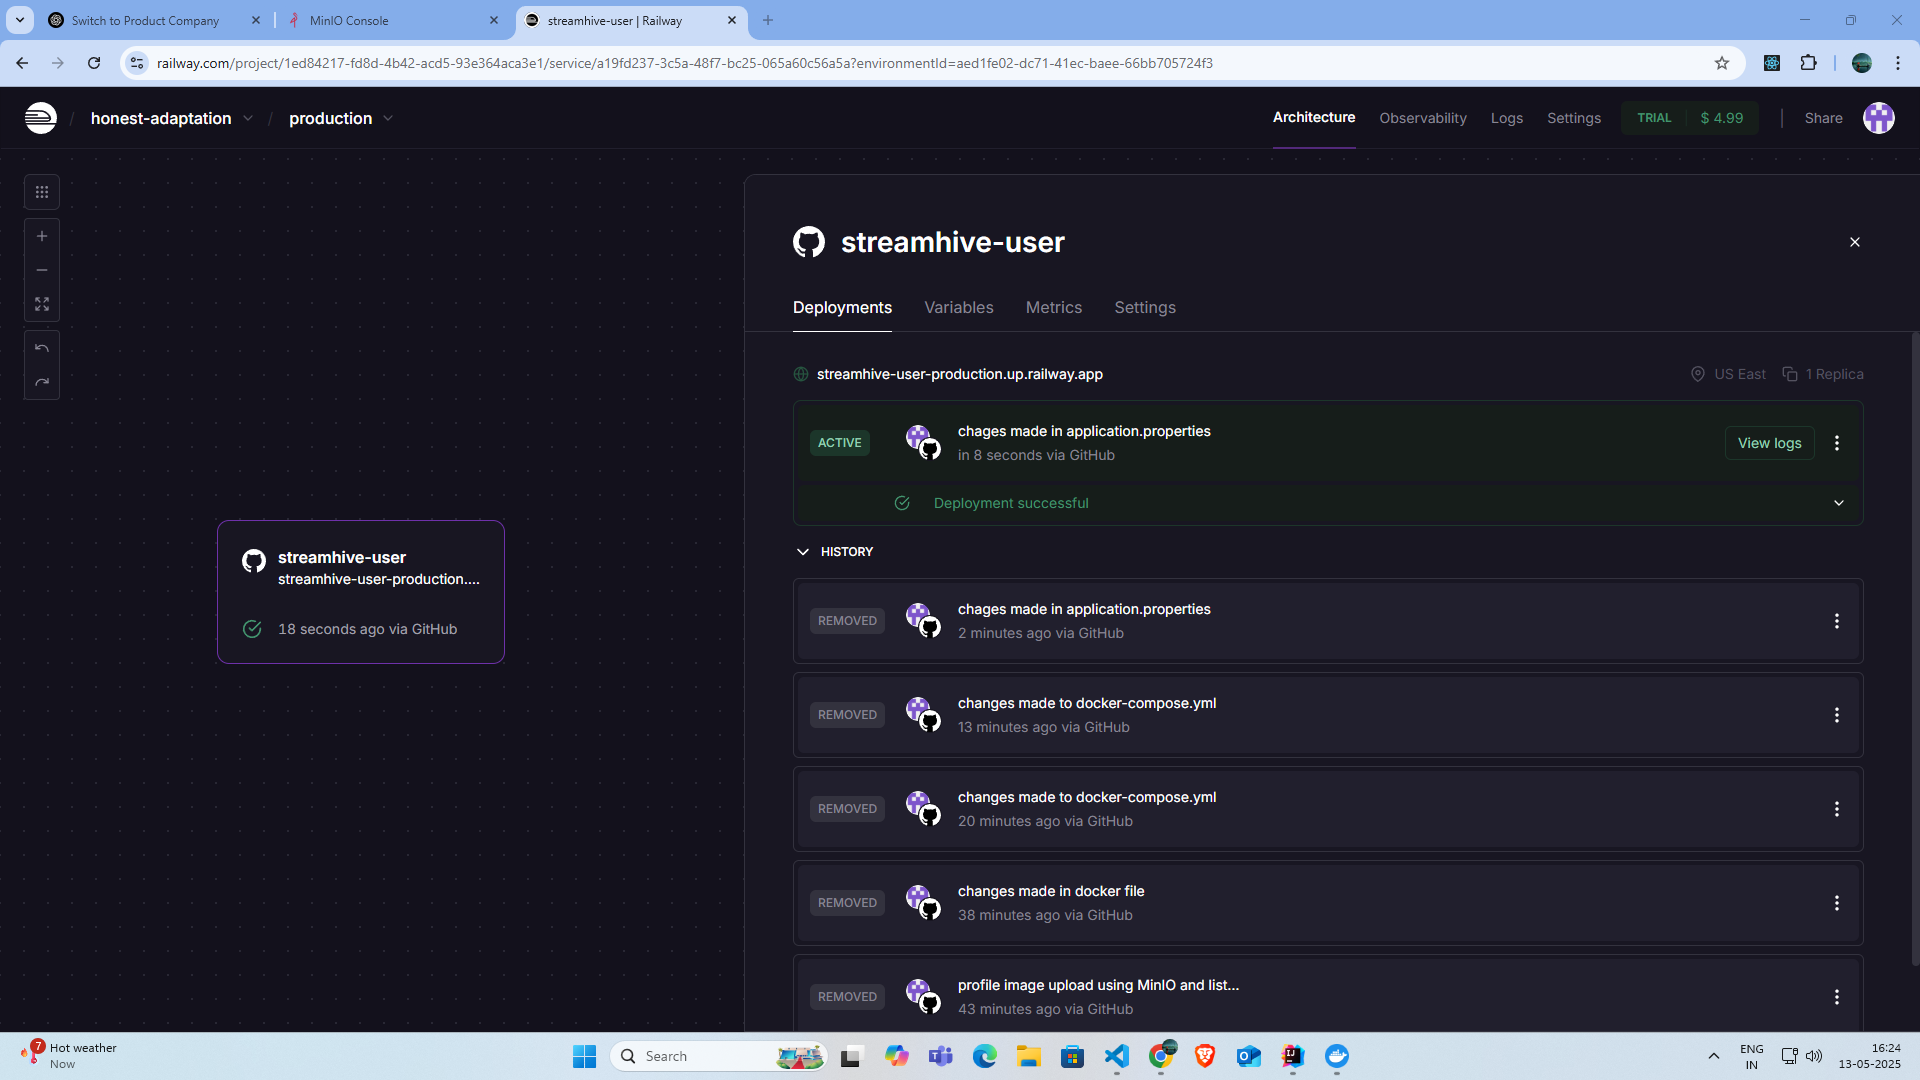 Switch to Product Company
MinIO Console
streamhive-user | Railway
railway.com/project/1ed84217-fd8d-4b42-acd5-93e364aca3e1/service/a19fd237-3c5a-48f7-bc25-065a60c56a5a?environmentId=aed1fe02-dc71-41ec-baee-66bb705724f3
/ honest-adaptation / production
Architecture
Observability
Logs
Settings
TRIAL $ 4.99
Share
streamhive-user
Deployments
Variables
Metrics
Settings
streamhive-user-production.up.railway.app
US East
1 Replica
ACTIVE
chages made in application.properties
in 8 seconds via GitHub
View logs
Deployment successful
HISTORY
REMOVED
chages made in application.properties
2 minutes ago via GitHub
REMOVED
changes made to docker-compose.yml
13 minutes ago via GitHub
REMOVED
changes made to docker-compose.yml
20 minutes ago via GitHub
REMOVED
changes made in docker file
38 minutes ago via GitHub
REMOVED
profile image upload using MinIO and list...
43 minutes ago via GitHub
streamhive-user
streamhive-user-production....
18 seconds ago via GitHub
7
Hot weather
Now
Search
ENG
IN
16:24
13-05-2025